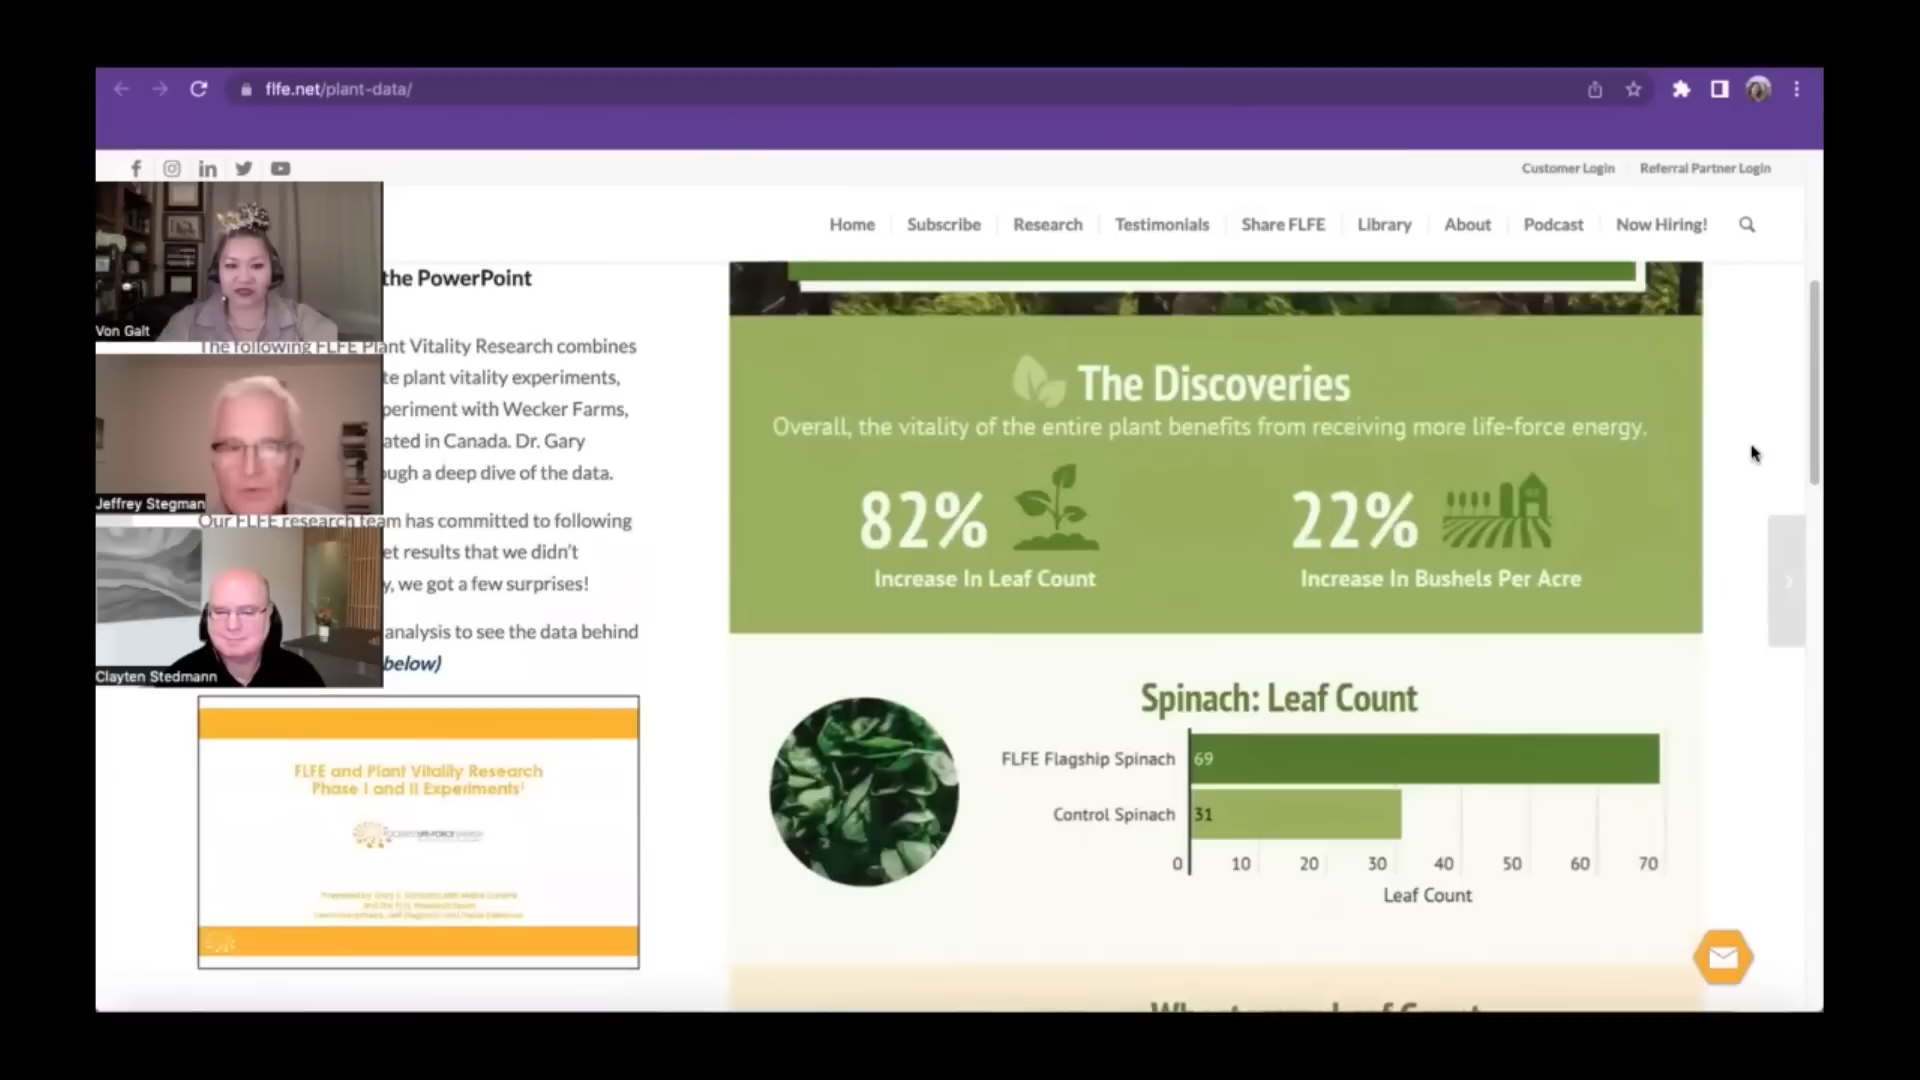 flfe.net/plant-data/
Customer Login
Referral Partner Login
Home
Subscribe
Research
Testimonials
Share FLFE
Library
About
Podcast
Now Hiring!
Von Galt
Jeffrey Stegman
Clayten Stedmann
the PowerPoint
The following FLFE Plant Vitality Research combines
te plant vitality experiments,
periment with Wecker Farms,
ated in Canada. Dr. Gary
ugh a deep dive of the data.
Our FLFE research team has committed to following
et results that we didn't
y, we got a few surprises!
analysis to see the data behind
below)
FLFE and Plant Vitality Research
Phase I and II Experiments¹
The Discoveries
Overall, the vitality of the entire plant benefits from receiving more life-force energy.
82%
Increase In Leaf Count
22%
Increase In Bushels Per Acre
Spinach: Leaf Count
FLFE Flagship Spinach
69
Control Spinach
31
0 10 20 30 40 50 60 70
Leaf Count